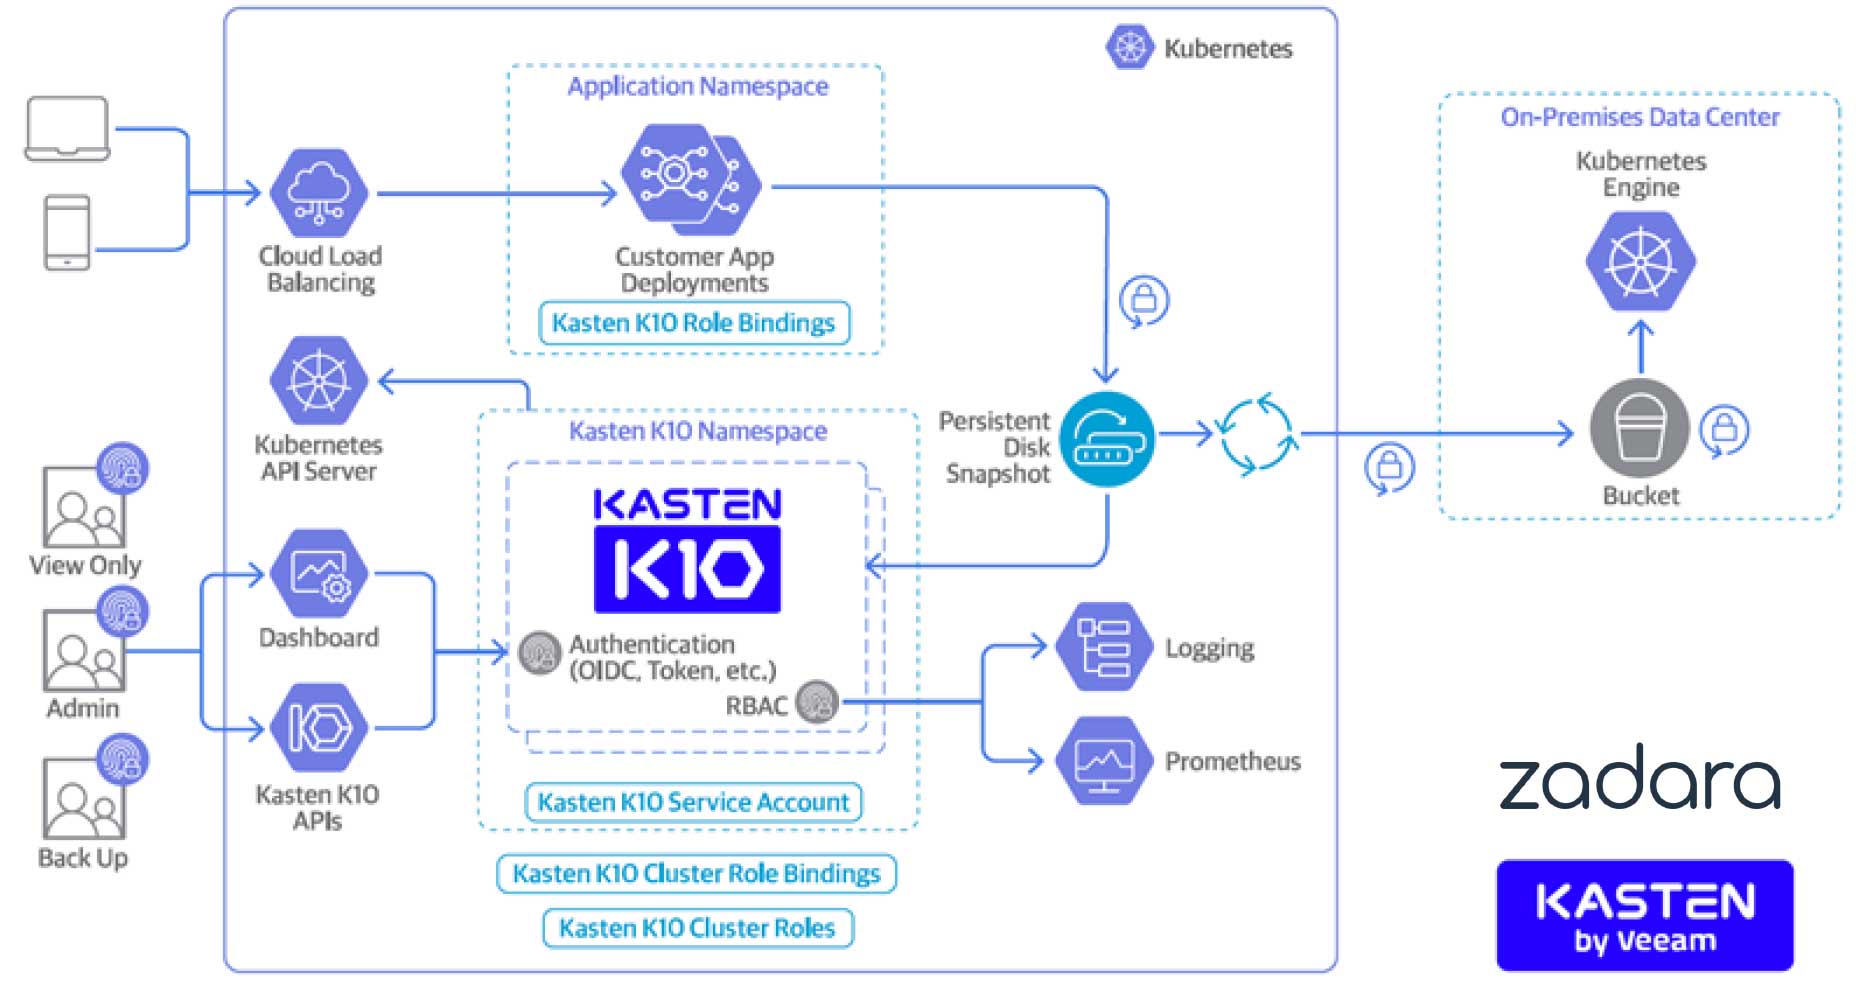 Kubernetes
Application Namespace
Customer App
Deployments
Kasten K10 Role Bindings
Cloud Load
Balancing
Kubernetes
API Server
Kasten K10 Namespace
KASTEN
K10
Authentication
(OIDC, Token, etc.)
RBAC
Kasten K10 Service Account
Kasten K10 Cluster Role Bindings
Kasten K10 Cluster Roles
View Only
Admin
Back Up
Dashboard
Kasten K10
APIs
Persistent
Disk
Snapshot
Logging
Prometheus
On-Premises Data Center
Kubernetes
Engine
Bucket
zadara
KASTEN
by Veeam